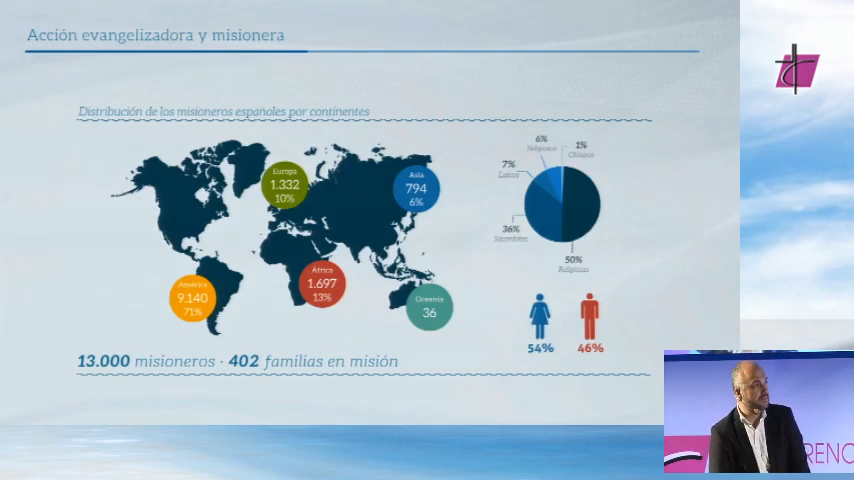 Acción evangelizadora y misionera
Distribución de los misioneros españoles por continentes
Europa
1.332
10%
Asia
794
6%
América
9.140
71%
África
1.697
13%
Oceanía
36
6%
Religiosos
1%
Obispos
7%
Laicos
36%
Sacerdotes
50%
Religiosas
54%
46%
13.000 misioneros · 402 familias en misión
RENC